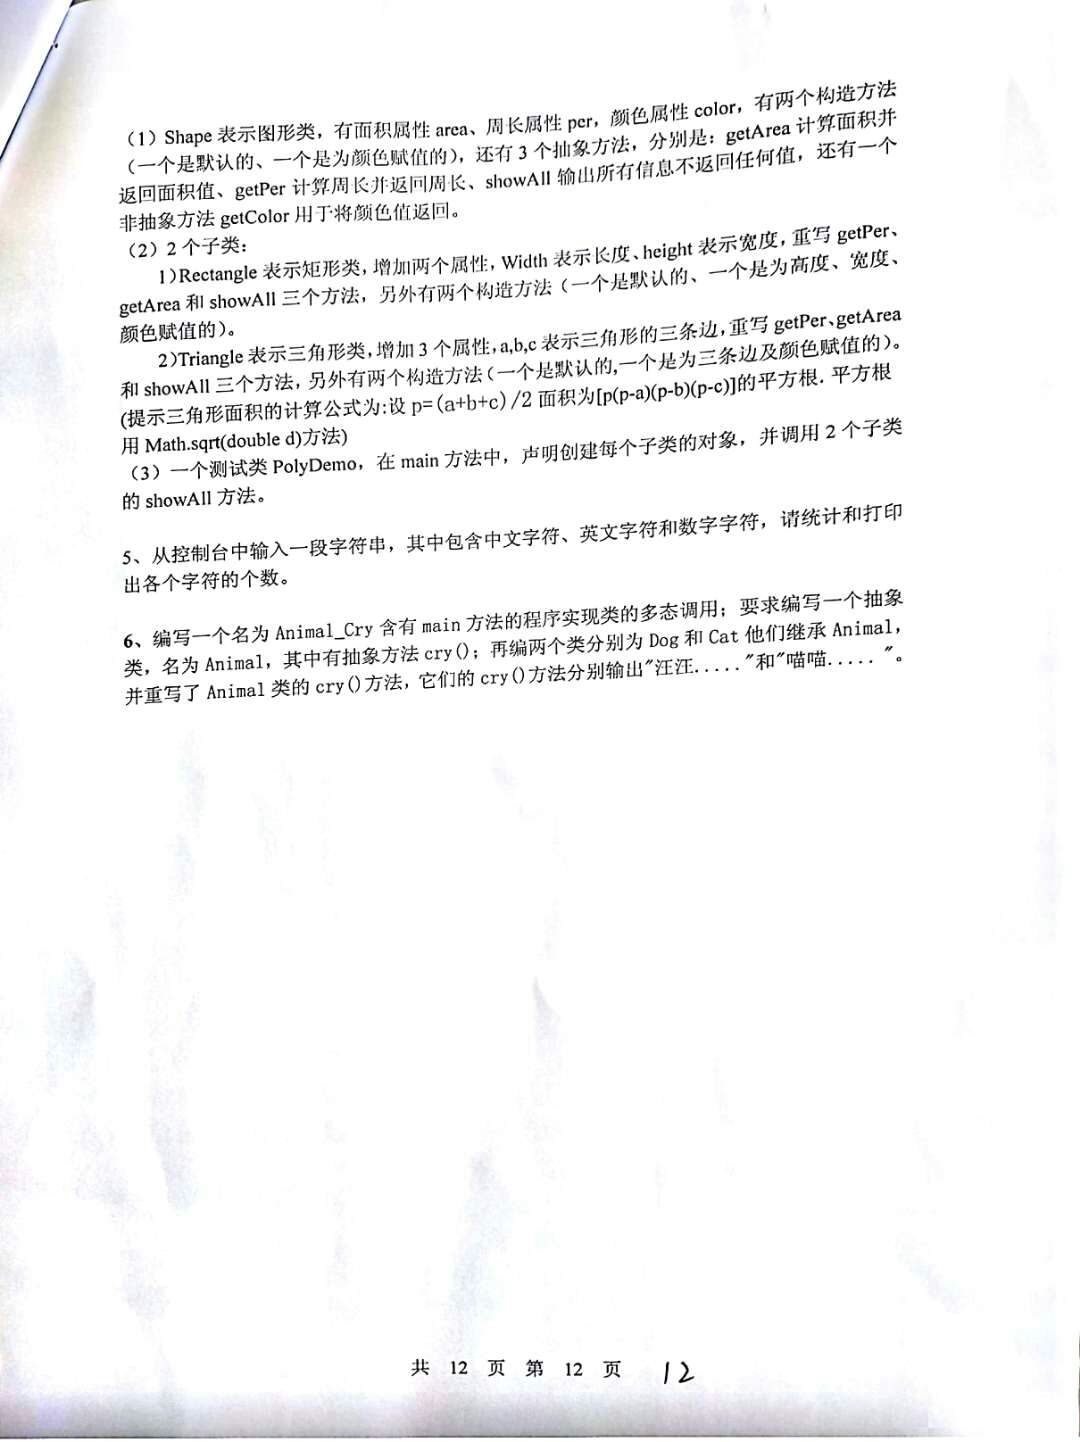 （1）Shape 表示图形类，有面积属性 area、周长属性 per，颜色属性 color，有两个构造方法
（一个是默认的、一个是为颜色赋值的），还有 3 个抽象方法，分别是：getArea 计算面积并
返回面积值、getPer 计算周长并返回周长、showAll 输出所有信息不返回任何值，还有一个
非抽象方法 getColor 用于将颜色值返回。
（2）2 个子类：
1)Rectangle 表示矩形类，增加两个属性，Width 表示长度、height 表示宽度，重写 getPer、
getArea 和 showAll 三个方法，另外有两个构造方法（一个是默认的、一个是为高度、宽度、
颜色赋值的）。
2)Triangle 表示三角形类，增加 3 个属性，a,b,c 表示三角形的三条边，重写 getPer、getArea
和 showAll 三个方法，另外有两个构造方法（一个是默认的,一个是为三条边及颜色赋值的）。
(提示三角形面积的计算公式为:设 p=(a+b+c)/2 面积为[p(p-a)(p-b)(p-c)]的平方根. 平方根
用 Math.sqrt(double d)方法)
（3）一个测试类 PolyDemo，在 main 方法中，声明创建每个子类的对象，并调用 2 个子类
的 showAll 方法。
5、从控制台中输入一段字符串，其中包含中文字符、英文字符和数字字符，请统计和打印
出各个字符的个数。
6、编写一个名为 Animal_Cry 含有 main 方法的程序实现类的多态调用；要求编写一个抽象
类，名为 Animal，其中有抽象方法 cry()；再编两个类分别为 Dog 和 Cat 他们继承 Animal，
并重写了 Animal 类的 cry()方法，它们的 cry()方法分别输出"汪汪....."和"喵喵..... "。
共 12 页 第 12 页 12